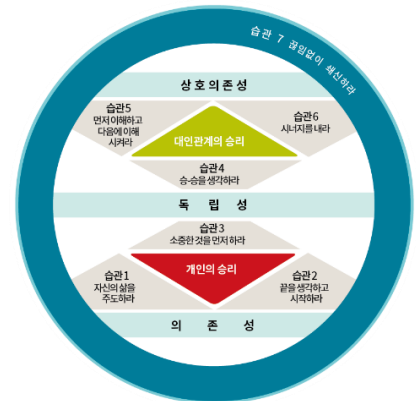 습관 7 끊임없이 쇄신하라
상호의존성
습관5
먼저 이해하고
다음에 이해
시켜라
습관6
시너지를 내라
대인관계의 승리
습관4
승-승을 생각하라
독 립 성
습관3
소중한 것을 먼저 하라
개인의 승리
습관1
자신의 삶을
주도하라
습관2
끝을 생각하고
시작하라
의 존 성